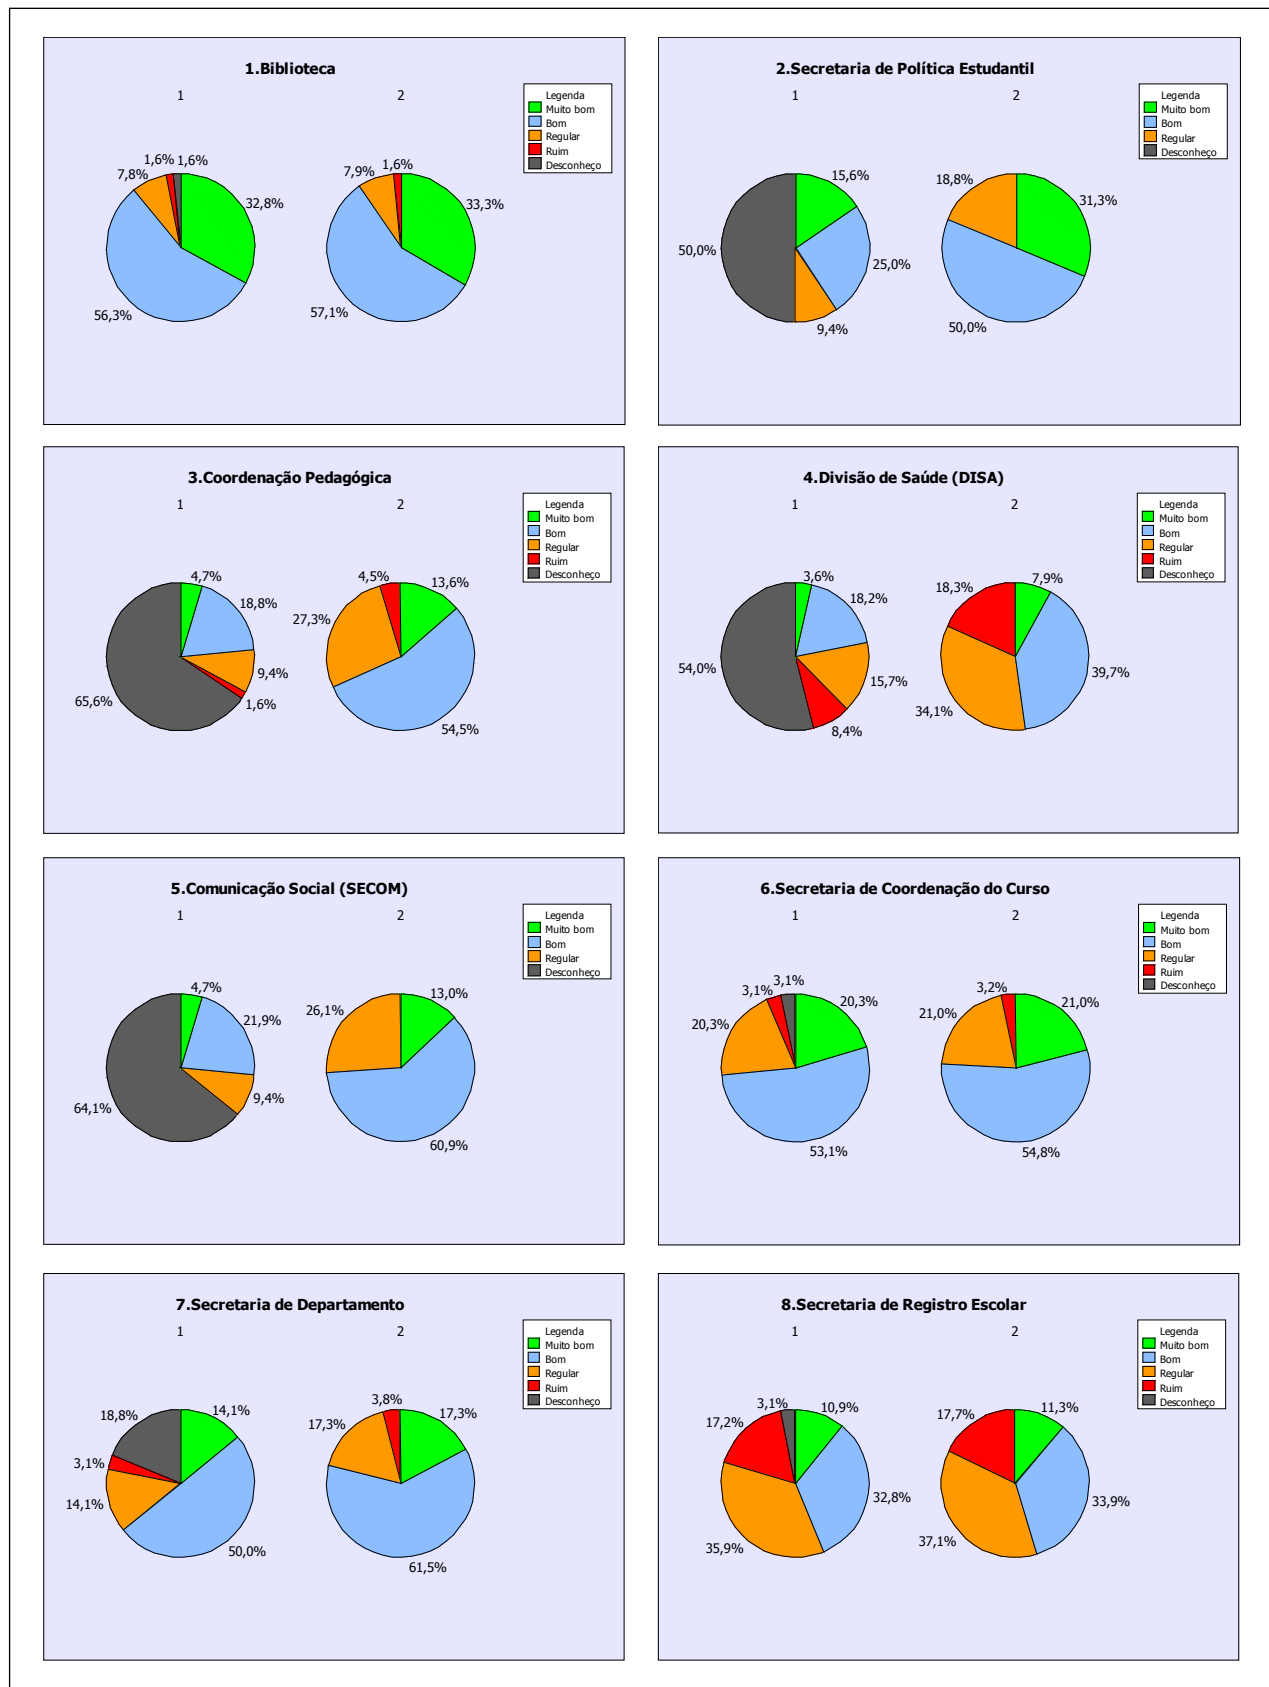 1.Biblioteca
1
2
Legenda
Muito bom
Bom
Regular
Ruim
Desconheço
1,6%
1,6%
7,8%
32,8%
56,3%
7,9%
1,6%
33,3%
57,1%
2.Secretaria de Política Estudantil
1
2
Legenda
Muito bom
Bom
Regular
Desconheço
15,6%
50,0%
25,0%
9,4%
18,8%
31,3%
50,0%
3.Coordenação Pedagógica
1
2
Legenda
Muito bom
Bom
Regular
Ruim
Desconheço
4,7%
18,8%
9,4%
1,6%
65,6%
4,5%
13,6%
27,3%
54,5%
4.Divisão de Saúde (DISA)
1
2
Legenda
Muito bom
Bom
Regular
Ruim
Desconheço
3,6%
18,2%
54,0%
15,7%
8,4%
18,3%
7,9%
39,7%
34,1%
5.Comunicação Social (SECOM)
1
2
Legenda
Muito bom
Bom
Regular
Desconheço
4,7%
21,9%
9,4%
64,1%
26,1%
13,0%
60,9%
6.Secretaria de Coordenação do Curso
1
2
Legenda
Muito bom
Bom
Regular
Ruim
Desconheço
3,1%
3,1%
20,3%
20,3%
53,1%
3,2%
21,0%
21,0%
54,8%
7.Secretaria de Departamento
1
2
Legenda
Muito bom
Bom
Regular
Ruim
Desconheço
18,8%
14,1%
3,1%
14,1%
50,0%
3,8%
17,3%
17,3%
61,5%
8.Secretaria de Registro Escolar
1
2
Legenda
Muito bom
Bom
Regular
Ruim
Desconheço
3,1%
10,9%
17,2%
32,8%
35,9%
17,7%
11,3%
33,9%
37,1%